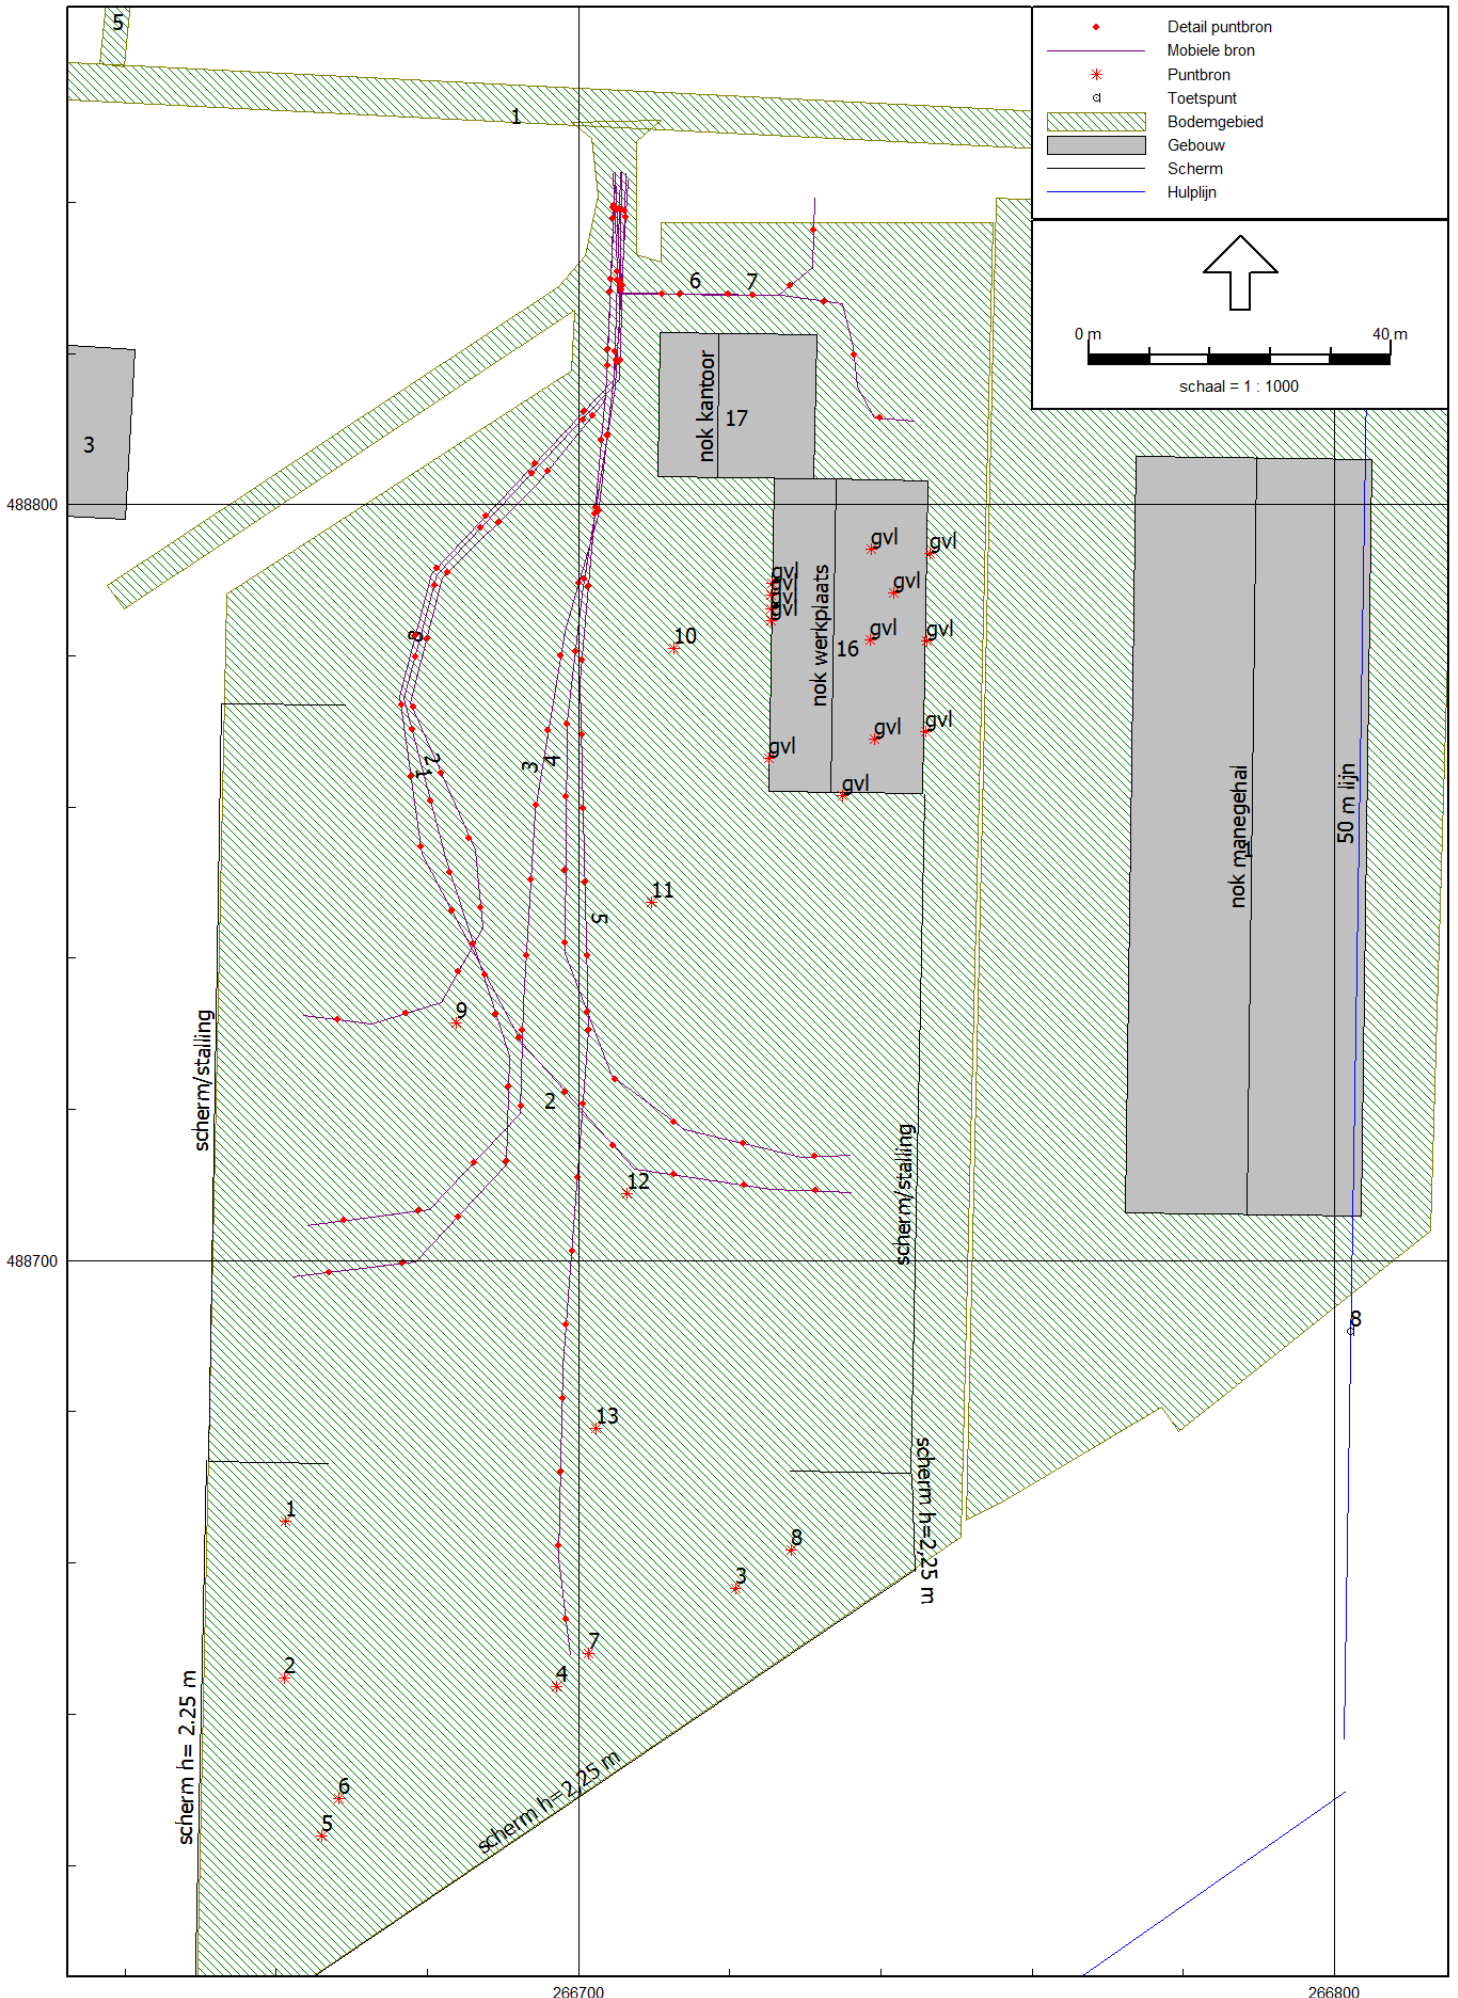 5
Detail puntbron
Mobiele bron
Puntbron
Toetspunt
Bodemgebied
Gebouw
Scherm
Hulplijn
1
0 m
40 m
schaal = 1 : 1000
6
7
nok kantoor
17
3
488800
gvl
gvl
gvl
gvl
gvl
gvl
gvl
8
10
gvl
gvl
nok werkplaats
16
gvl
gvl
gvl
gvl
2
1
3
4
nok manegehal
1
50 m lijn
11
5
9
scherm/stalling
2
12
scherm/stalling
488700
8
13
scherm h=2,25 m
1
8
3
7
4
2
scherm h= 2.25 m
6
5
scherm h=2,25 m
266700
266800